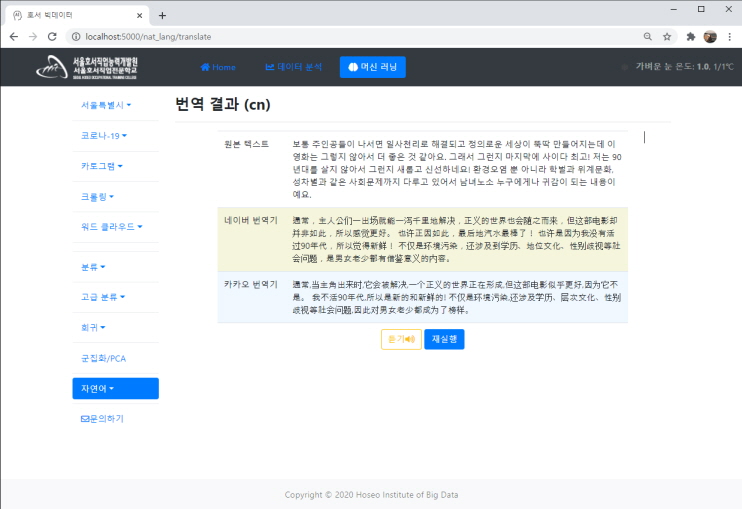 호서 빅데이터
localhost:5000/nat_lang/translate
서울호서직업능력개발원
서울호서직업전문학교
Home
데이터 분석
머신 러닝
가벼운 눈 온도: 1.0, 1/1℃
서울특별시
코로나-19
카토그램
크롤링
워드 클라우드
분류
고급 분류
회귀
군집화/PCA
자연어
문의하기
번역 결과 (cn)
원본 텍스트
보통 주인공들이 나서면 일사천리로 해결되고 정의로운 세상이 뚝딱 만들어지는데 이
영화는 그렇지 않아서 더 좋은 것 같아요. 그래서 그런지 마지막에 사이다 최고! 저는 90
년대를 살지 않아서 그런지 새롭고 신선하네요! 환경오염 뿐 아니라 학벌과 위계문화,
성차별과 같은 사회문제까지 다루고 있어서 남녀노소 누구에게나 귀감이 되는 내용이
예요.
네이버 번역기
通常，主人公们一出场就能一泻千里地解决，正义的世界也会随之而来，但这部电影却
并非如此，所以感觉更好。 也许正因如此，最后地汽水最棒了！ 也许是因为我没有活
过90年代，所以觉得新鲜！ 不仅是环境污染，还涉及到学历、地位文化、性别歧视等社
会问题，是男女老少都有借鉴意义的内容。
카카오 번역기
通常,当主角出来时,它会被解决,一个正义的世界正在形成,但这部电影似乎更好,因为它不
是。 我不活90年代,所以是新的和新鲜的! 不仅是环境污染,还涉及学历、层次文化、性别
歧视等社会问题,因此对男女老少都成为了榜样。
듣기
재실행
Copyright © 2020 Hoseo Institute of Big Data